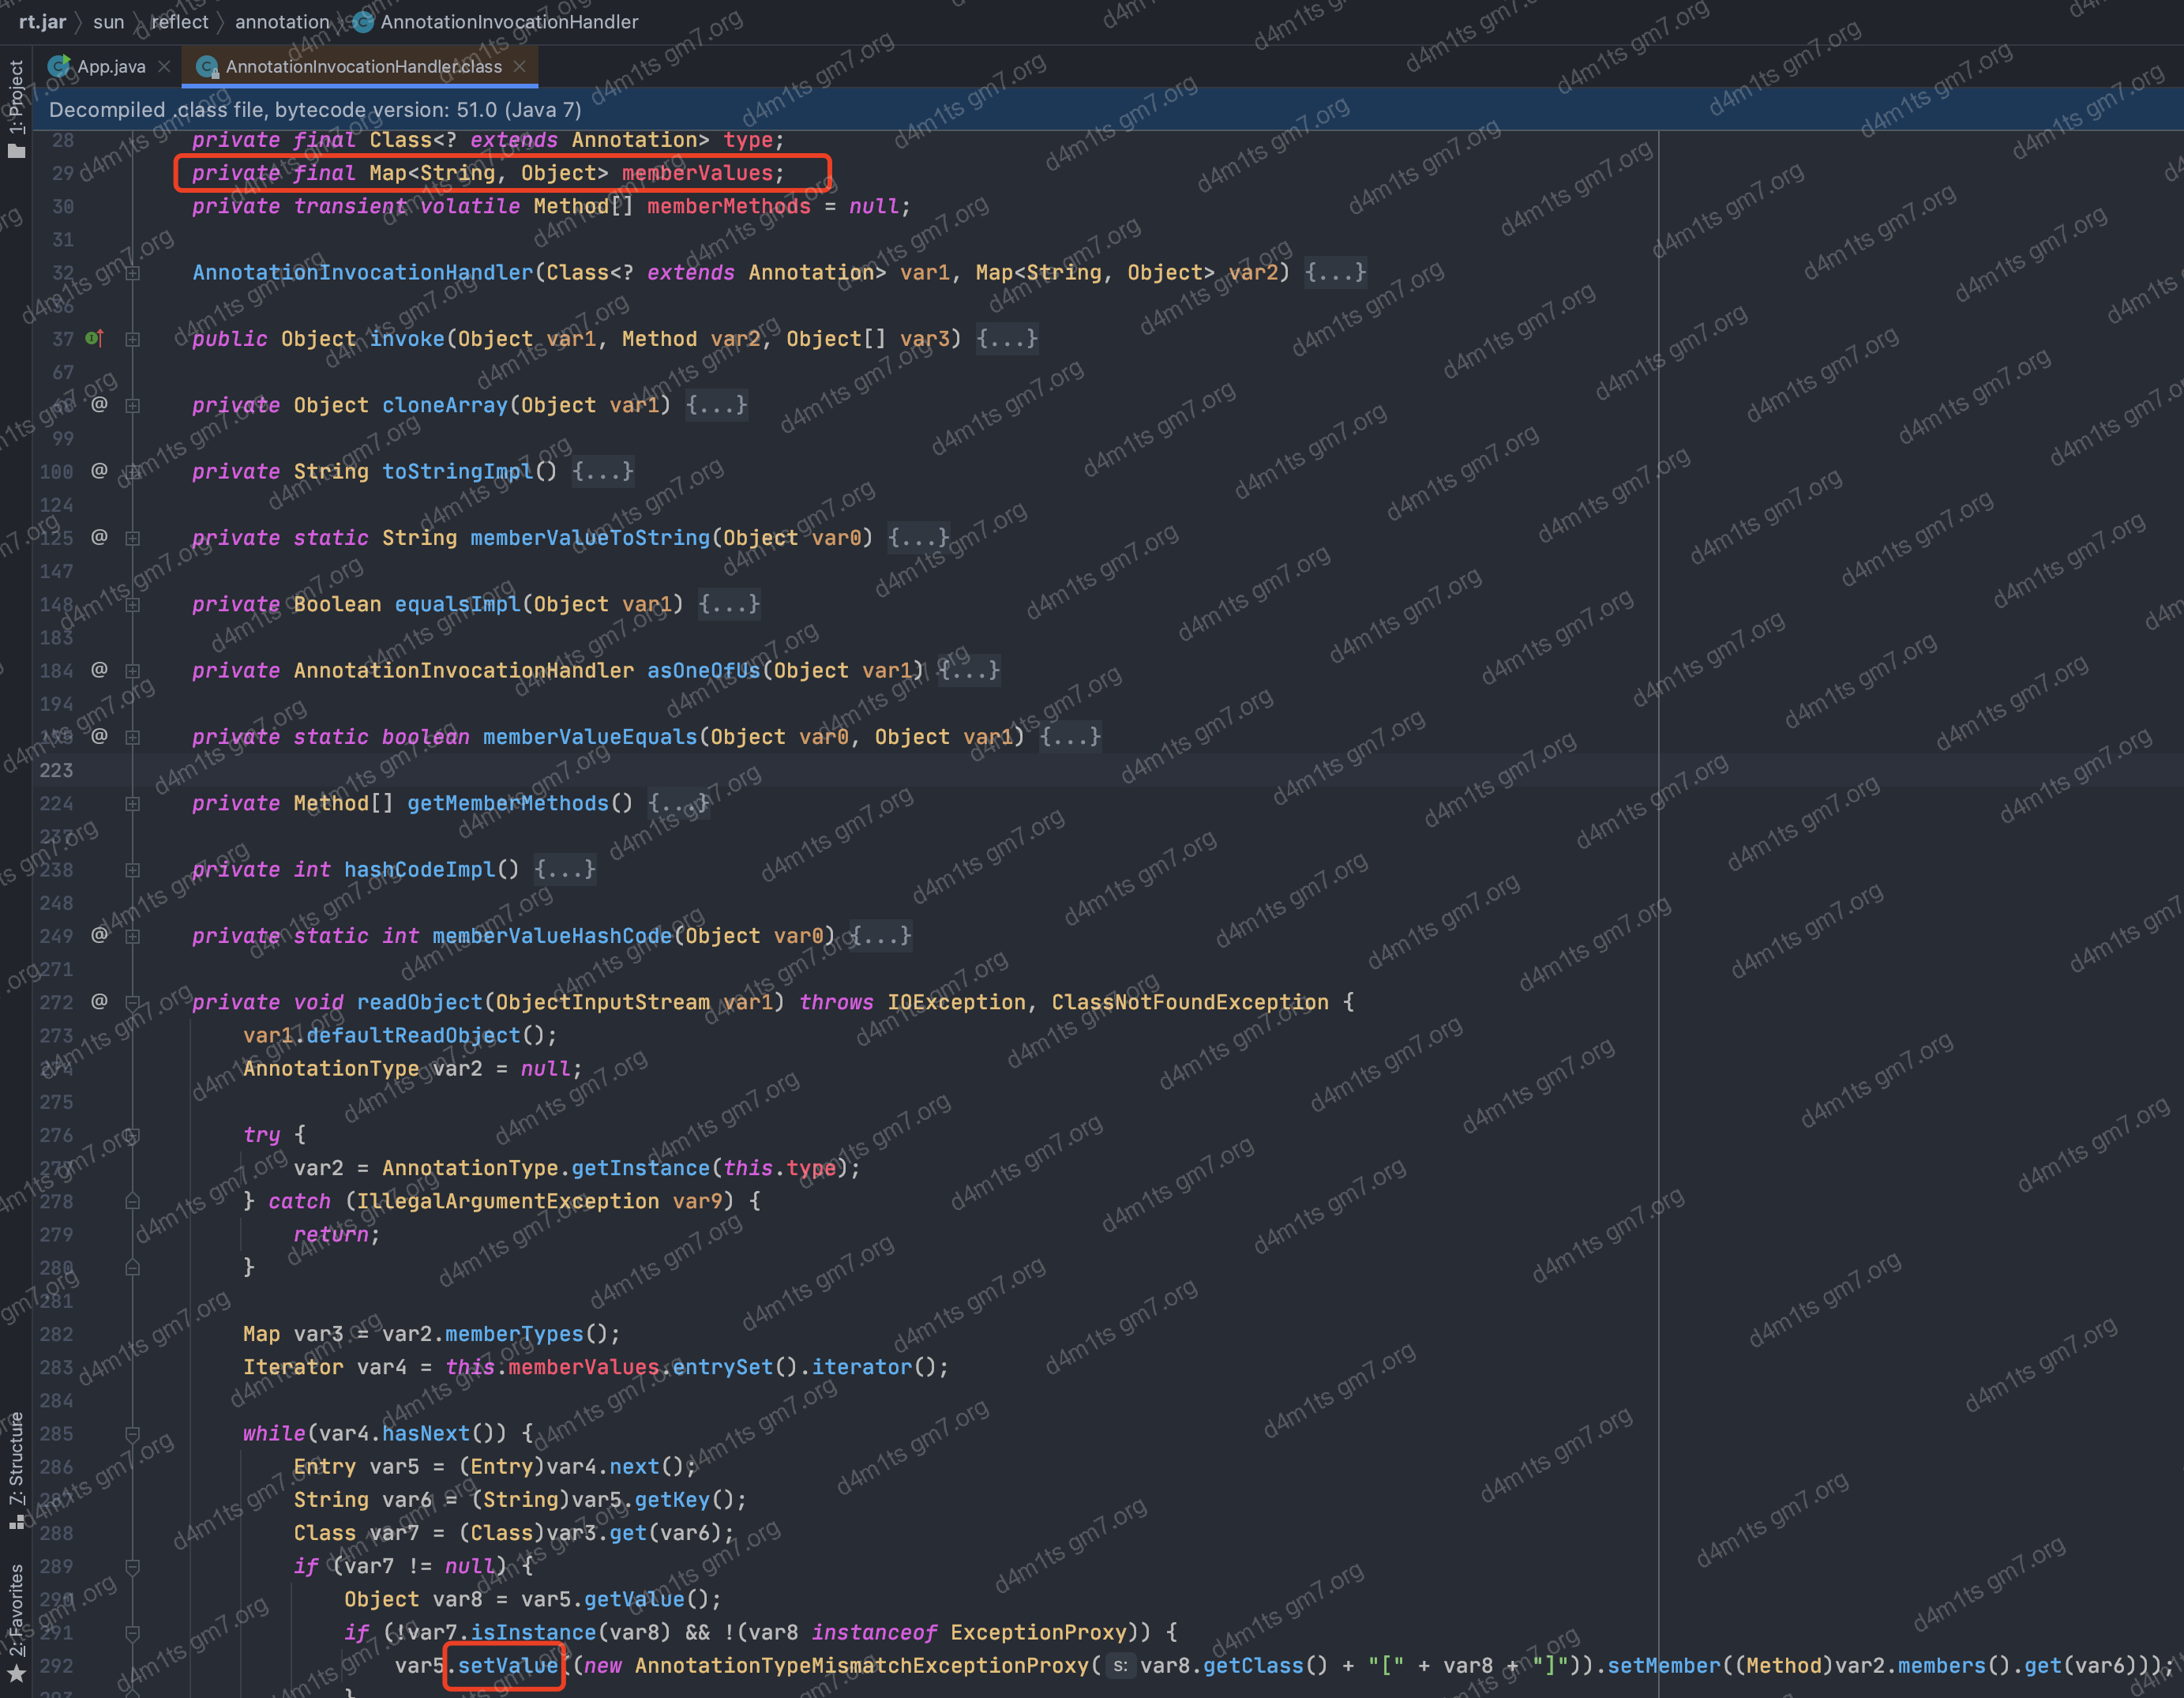 rt.jar sun reflect annotation AnnotationInvocationHandler
App.java AnnotationInvocationHandler.class
1: Project
Decompiled .class file, bytecode version: 51.0 (Java 7)
28 private final Class<? extends Annotation> type;
29 private final Map<String, Object> memberValues;
30 private transient volatile Method[] memberMethods = null;
31
32 AnnotationInvocationHandler(Class<? extends Annotation> var1, Map<String, Object> var2) {...}
36
37 public Object invoke(Object var1, Method var2, Object[] var3) {...}
67
@ private Object cloneArray(Object var1) {...}
99
100 @ private String toStringImpl() {...}
124
125 @ private static String memberValueToString(Object var0) {...}
147
148 private Boolean equalsImpl(Object var1) {...}
183
184 @ private AnnotationInvocationHandler asOneOfUs(Object var1) {...}
194
@ private static boolean memberValueEquals(Object var0, Object var1) {...}
223
224 private Method[] getMemberMethods() {...}
237
238 private int hashCodeImpl() {...}
248
249 @ private static int memberValueHashCode(Object var0) {...}
271
272 @ private void readObject(ObjectInputStream var1) throws IOException, ClassNotFoundException {
273 var1.defaultReadObject();
274 AnnotationType var2 = null;
275
276 try {
277 var2 = AnnotationType.getInstance(this.type);
278 } catch (IllegalArgumentException var9) {
279 return;
280 }
281
282 Map var3 = var2.memberTypes();
283 Iterator var4 = this.memberValues.entrySet().iterator();
284
285 while(var4.hasNext()) {
286 Entry var5 = (Entry)var4.next();
287 String var6 = (String)var5.getKey();
288 Class var7 = (Class)var3.get(var6);
289 if (var7 != null) {
290 Object var8 = var5.getValue();
291 if (!var7.isInstance(var8) && !(var8 instanceof ExceptionProxy)) {
292 var5.setValue((new AnnotationTypeMismatchExceptionProxy( s: var8.getClass() + "[" + var8 + "]")).setMember((Method)var2.members().get(var6)));
293 }
7: Structure
2: Favorites
d4m1ts gm7.org